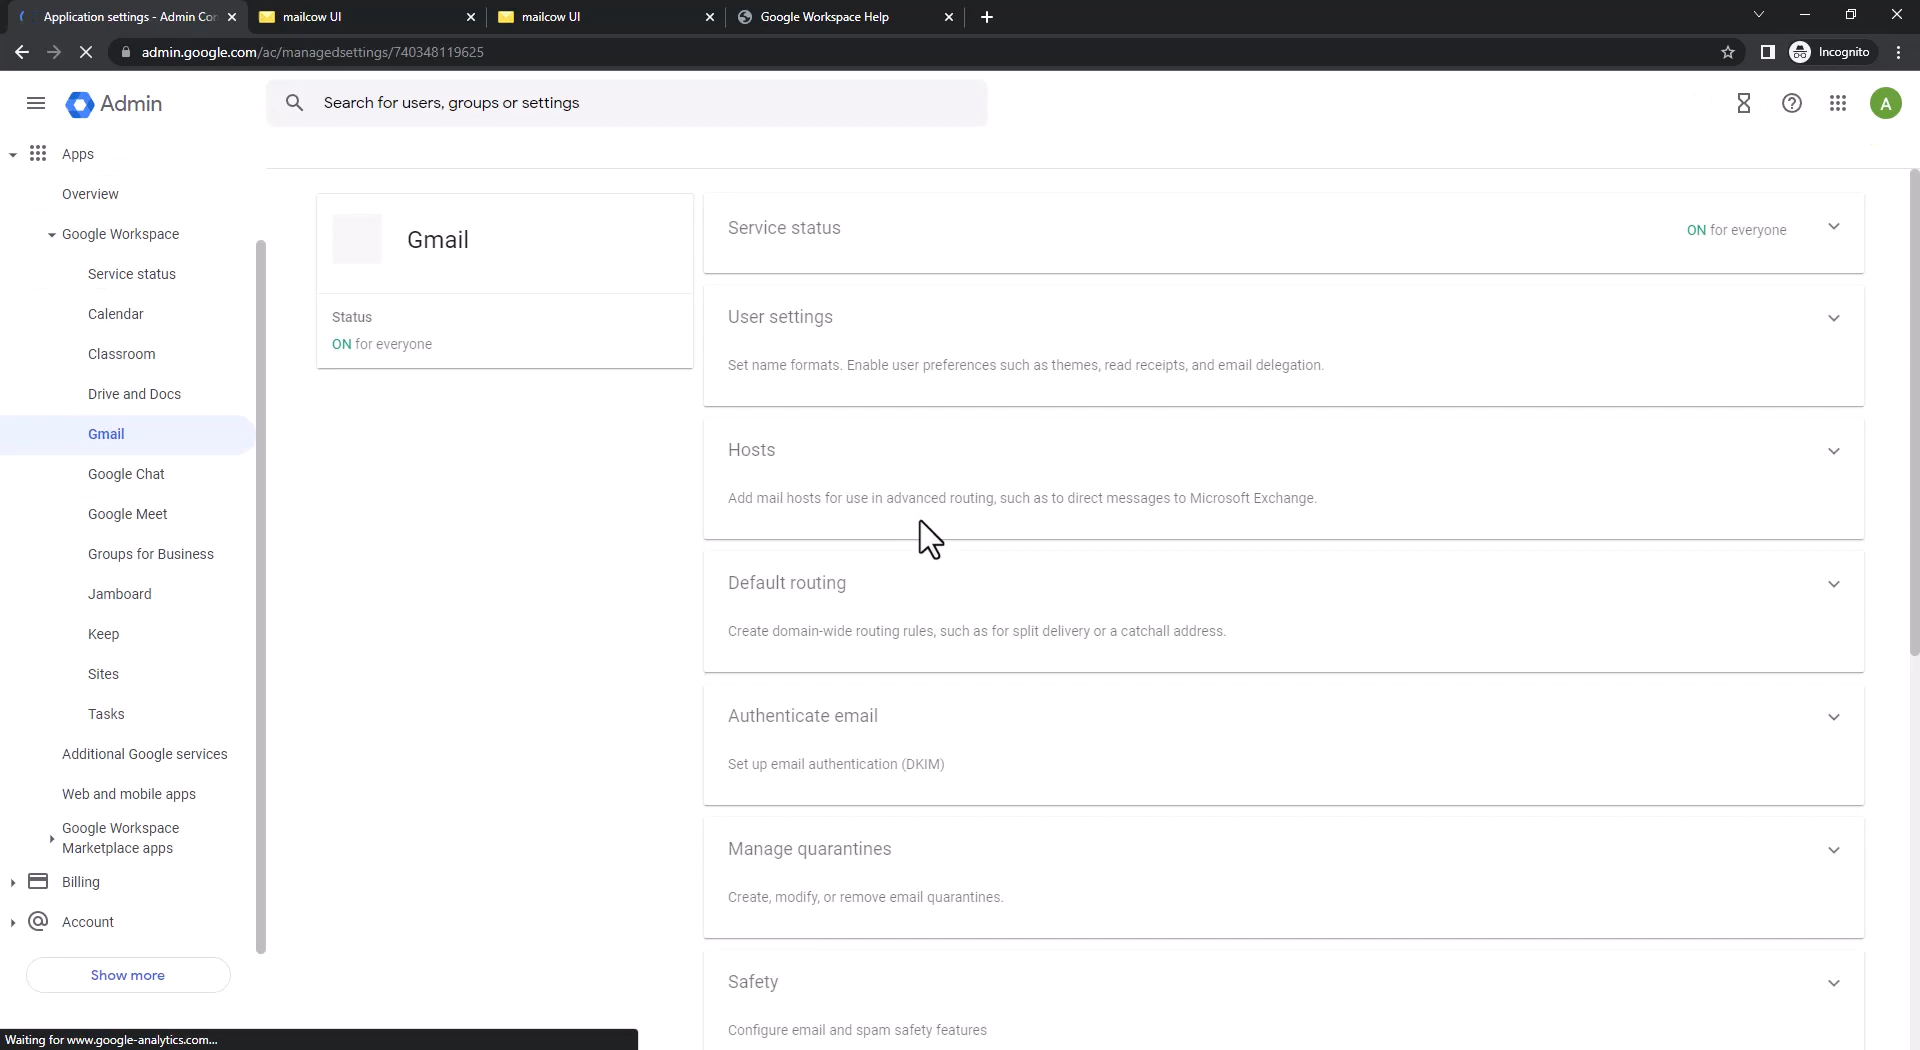 Application settings - Admin Con
mailcow UI
mailcow UI
Google Workspace Help
admin.google.com/ac/managedsettings/740348119625
Incognito
Admin
Search for users, groups or settings
A
Apps
Overview
Google Workspace
Service status
Calendar
Classroom
Drive and Docs
Gmail
Google Chat
Google Meet
Groups for Business
Jamboard
Keep
Sites
Tasks
Additional Google services
Web and mobile apps
Google Workspace
Marketplace apps
Billing
Account
Show more
Waiting for www.google-analytics.com...
Gmail
Status
ON for everyone
Service status
ON for everyone
User settings
Set name formats. Enable user preferences such as themes, read receipts, and email delegation.
Hosts
Add mail hosts for use in advanced routing, such as to direct messages to Microsoft Exchange.
Default routing
Create domain-wide routing rules, such as for split delivery or a catchall address.
Authenticate email
Set up email authentication (DKIM)
Manage quarantines
Create, modify, or remove email quarantines.
Safety
Configure email and spam safety features